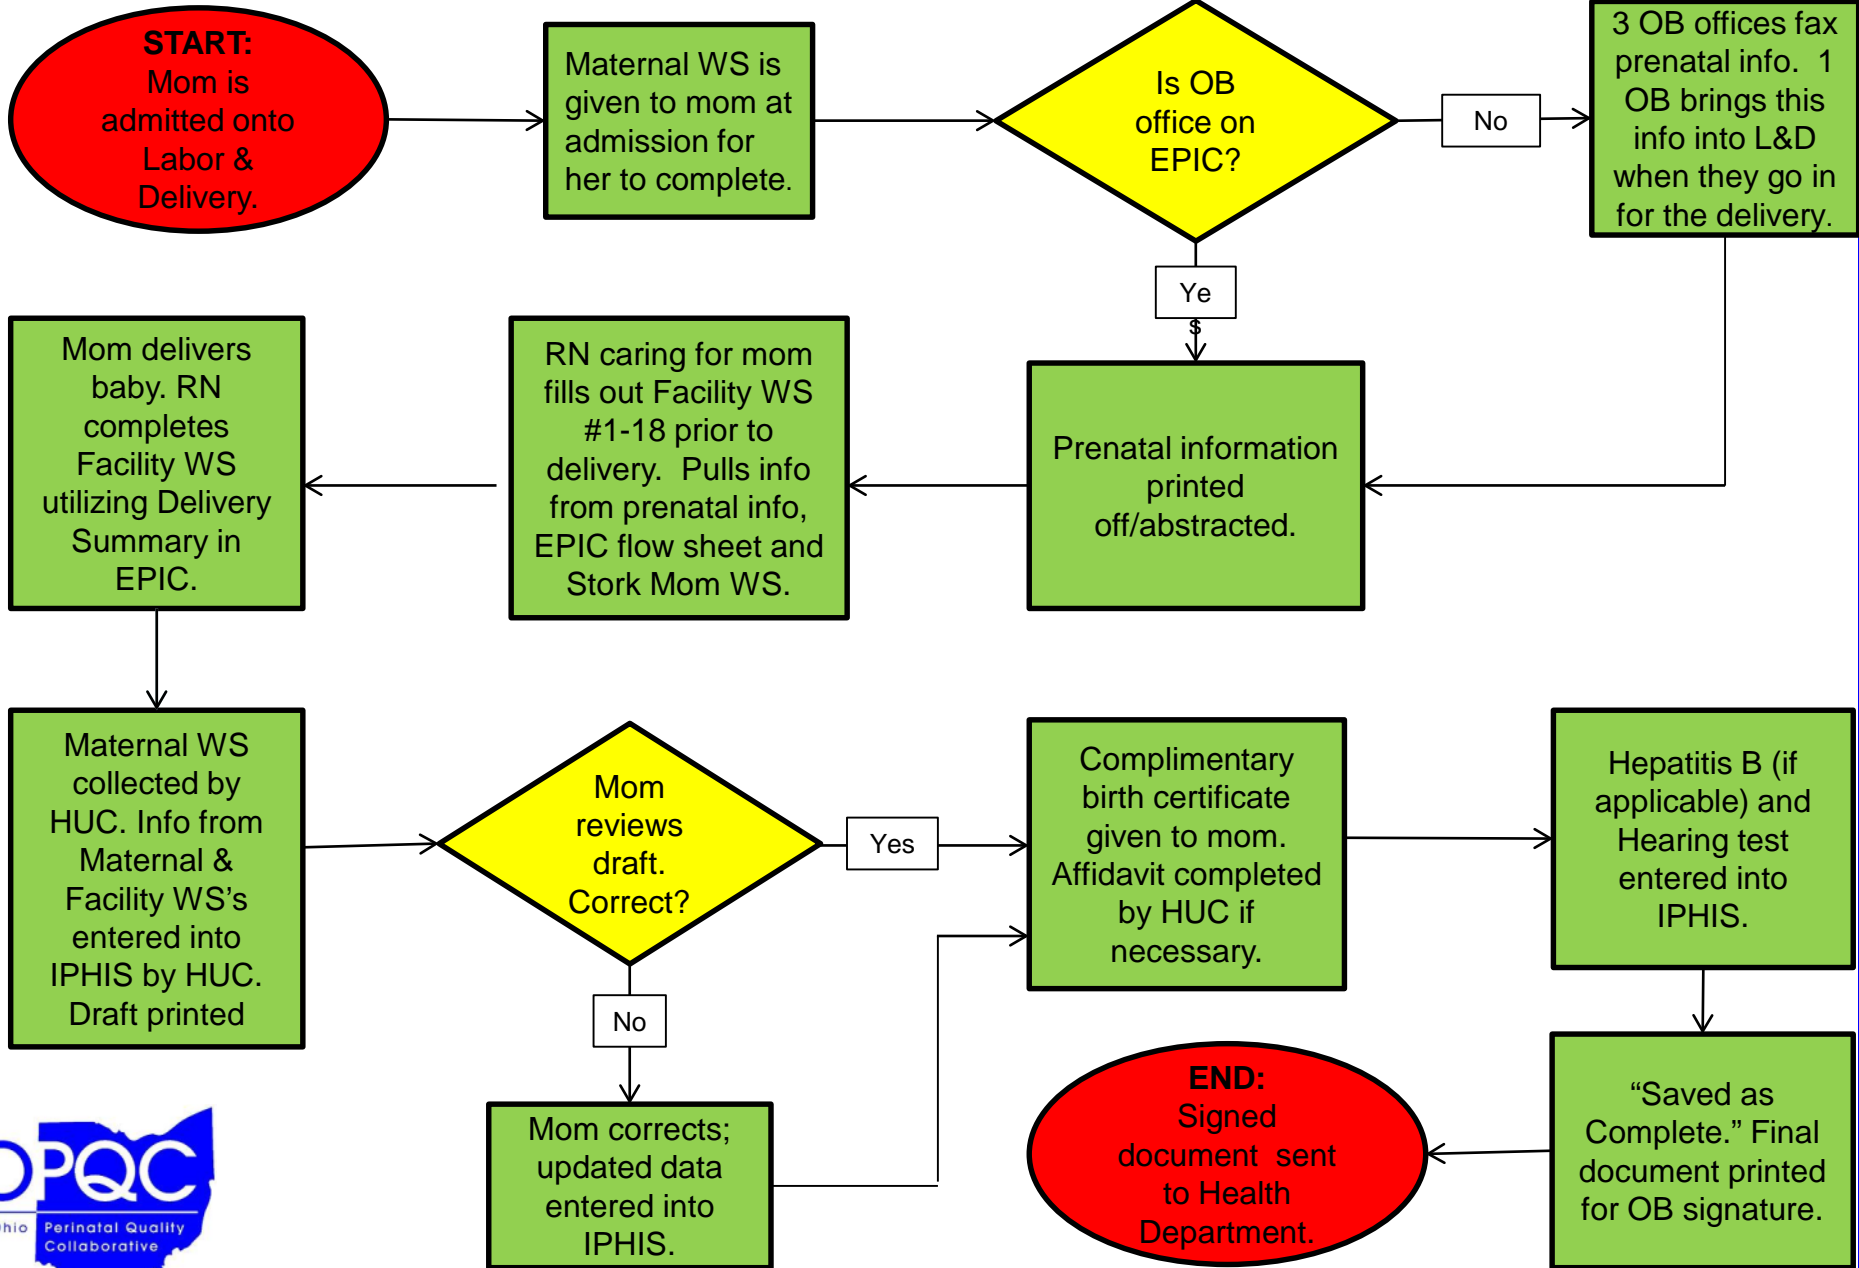 START:
Mom is
admitted onto
Labor &
Delivery.
Maternal WS is
given to mom at
admission for
her to complete.
Is OB
office on
EPIC?
No
3 OB offices fax
prenatal info. 1
OB brings this
info into L&D
when they go in
for the delivery.
Ye
s
Prenatal information
printed
off/abstracted.
RN caring for mom
fills out Facility WS
#1-18 prior to
delivery. Pulls info
from prenatal info,
EPIC flow sheet and
Stork Mom WS.
Mom delivers
baby. RN
completes
Facility WS
utilizing Delivery
Summary in
EPIC.
Maternal WS
collected by
HUC. Info from
Maternal &
Facility WS’s
entered into
IPHIS by HUC.
Draft printed
Mom
reviews
draft.
Correct?
Yes
No
Mom corrects;
updated data
entered into
IPHIS.
Complimentary
birth certificate
given to mom.
Affidavit completed
by HUC if
necessary.
Hepatitis B (if
applicable) and
Hearing test
entered into
IPHIS.
“Saved as
Complete.” Final
document printed
for OB signature.
END:
Signed
document sent
to Health
Department.
OPQC
Ohio Perinatal Quality
Collaborative